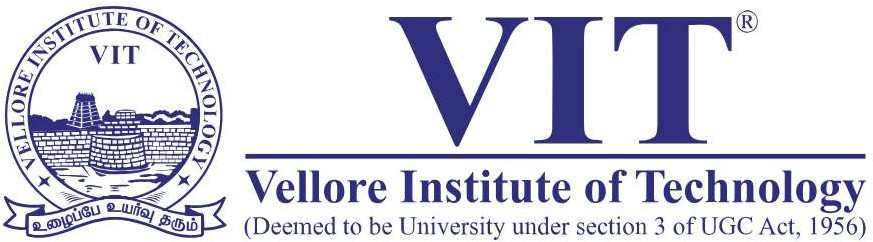 VELLORE INSTITUTE OF TECHNOLOGY
VIT
உழைப்பே உயர்வு தரும்
VIT®
Vellore Institute of Technology
(Deemed to be University under section 3 of UGC Act, 1956)